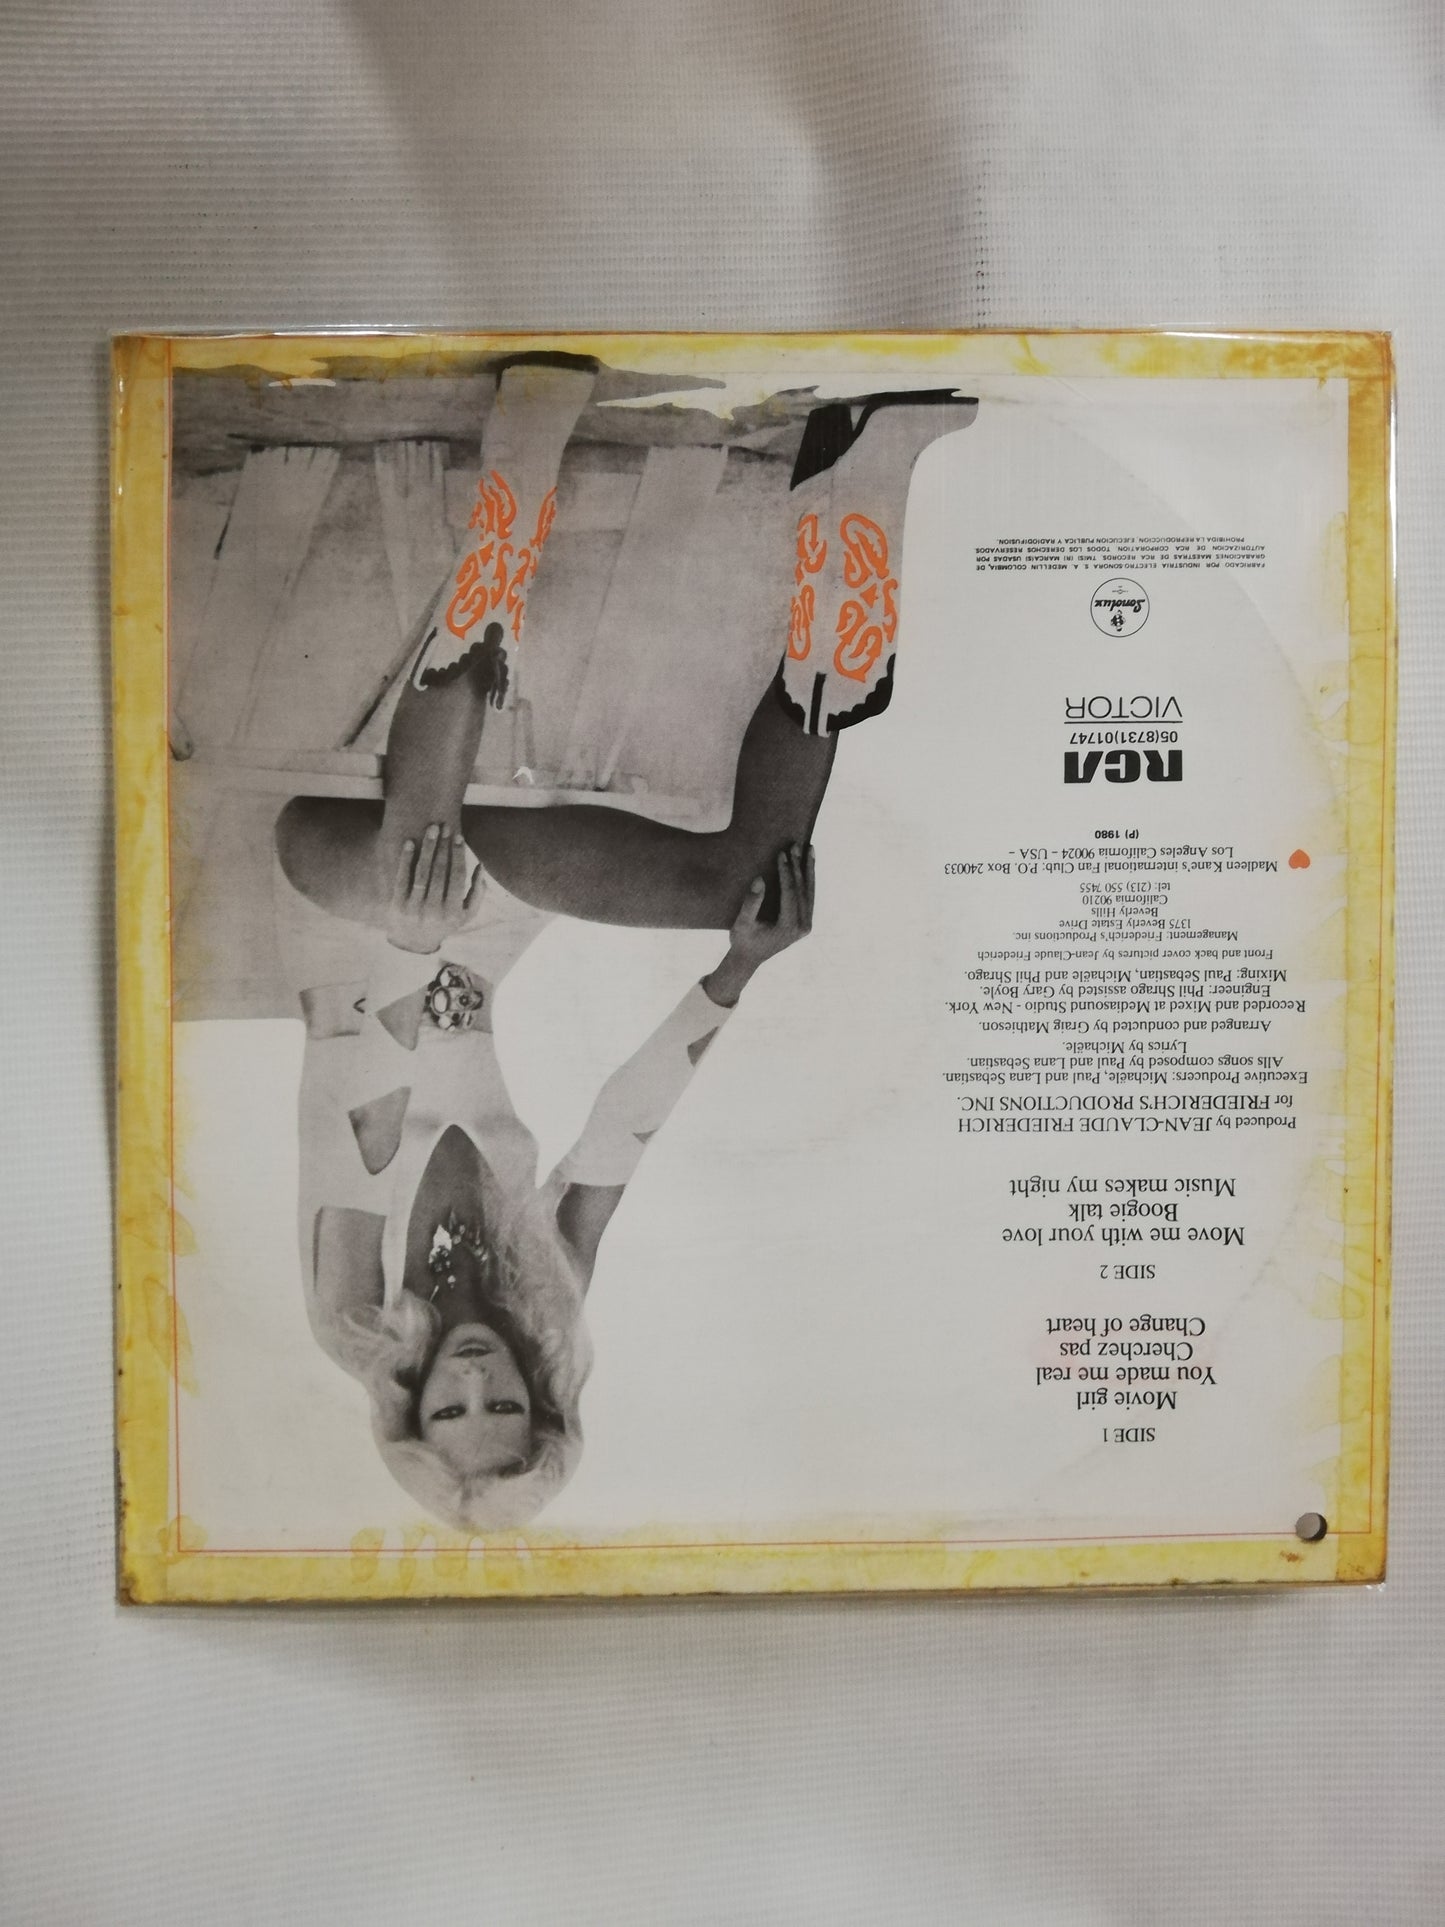 SIDE 1
Movie girl
You made me real
Cherchez pas
Change of heart
SIDE 2
Move me with your love
Boogie talk
Music makes my night
Produced by JEAN-CLAUDE FRIEDERICH
for FRIEDERICH'S PRODUCTIONS INC.
Executive Producers: Michaële, Paul and Lana Sebastian.
Alls songs composed by Paul and Lana Sebastian.
Lyrics by Michaële.
Arranged and conducted by Graig Mathieson.
Recorded and Mixed at Mediasound Studio - New York.
Engineer: Phil Shrago assisted by Gary Boyle.
Mixing: Paul Sebastian, Michaële and Phil Shrago.
Front and back cover pictures by Jean-Claude Friederich
Management: Friederich's Productions inc.
1375 Beverly Estate Drive
Beverly Hills
California 90210
tel: (213) 550 7455
Madleen Kane's international Fan Club: P.O. Box 240033
Los Angeles California 90024 - USA -
(P) 1980
RCA
05(8731)01747
VICTOR
Sonolux
FABRICADO POR INDUSTRIA ELECTRO-SONORA S. A. MEDELLIN COLOMBIA, DE
GRABACIONES MAESTRAS DE RCA RECORDS. TM(S) (R) MARCA(S) USADAS POR
AUTORIZACION DE RCA CORPORATION. TODOS LOS DERECHOS RESERVADOS
PROHIBIDA LA REPRODUCCION, EJECUCION PUBLICA Y RADIODIFUSION.